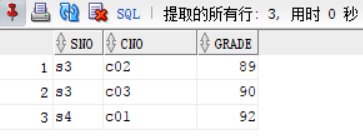 SQL | 提取的所有行: 3, 用时 0 秒
SNO CNO GRADE
1 s3 c02 89
2 s3 c03 90
3 s4 c01 92